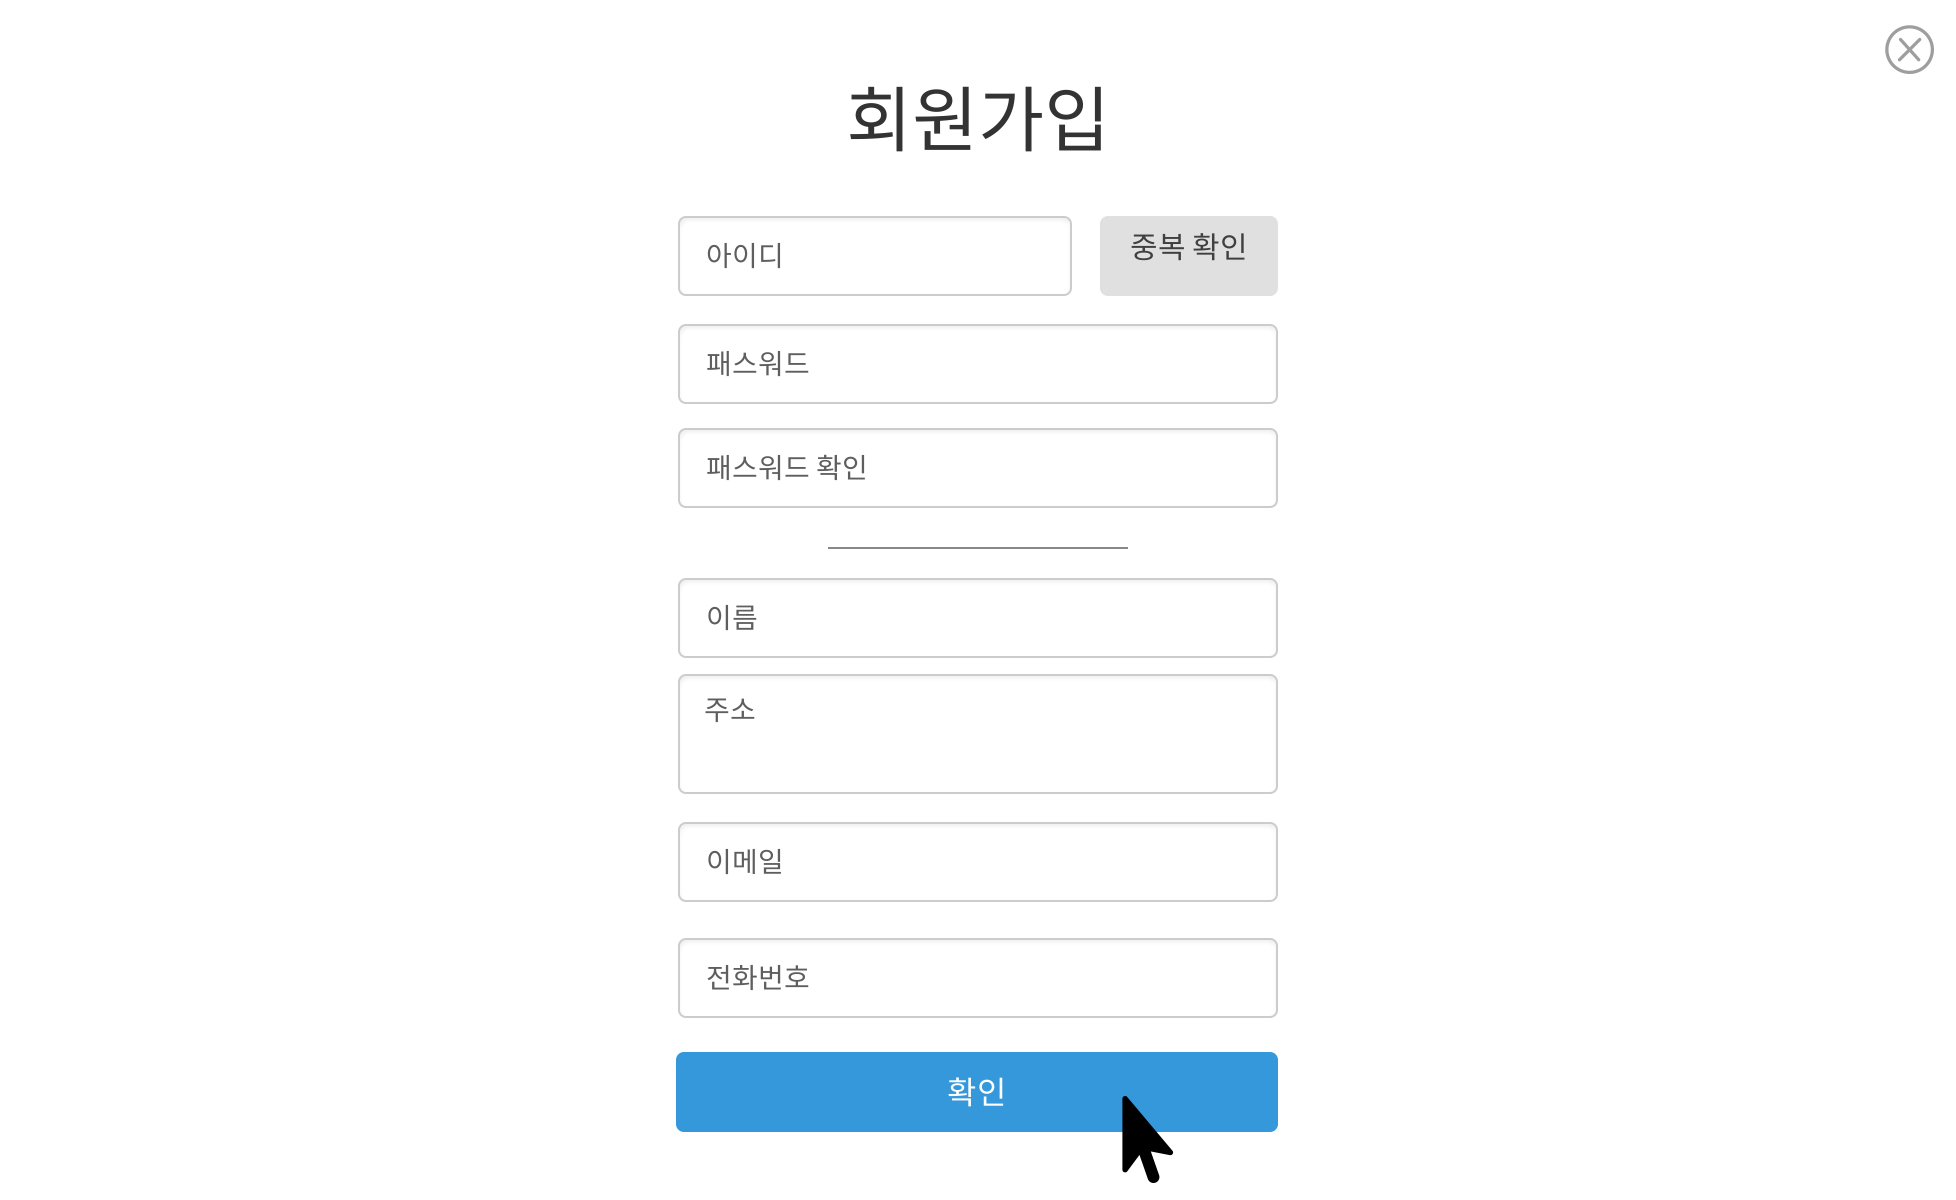 회원가입
아이디
중복 확인
패스워드
패스워드 확인
이름
주소
이메일
전화번호
확인